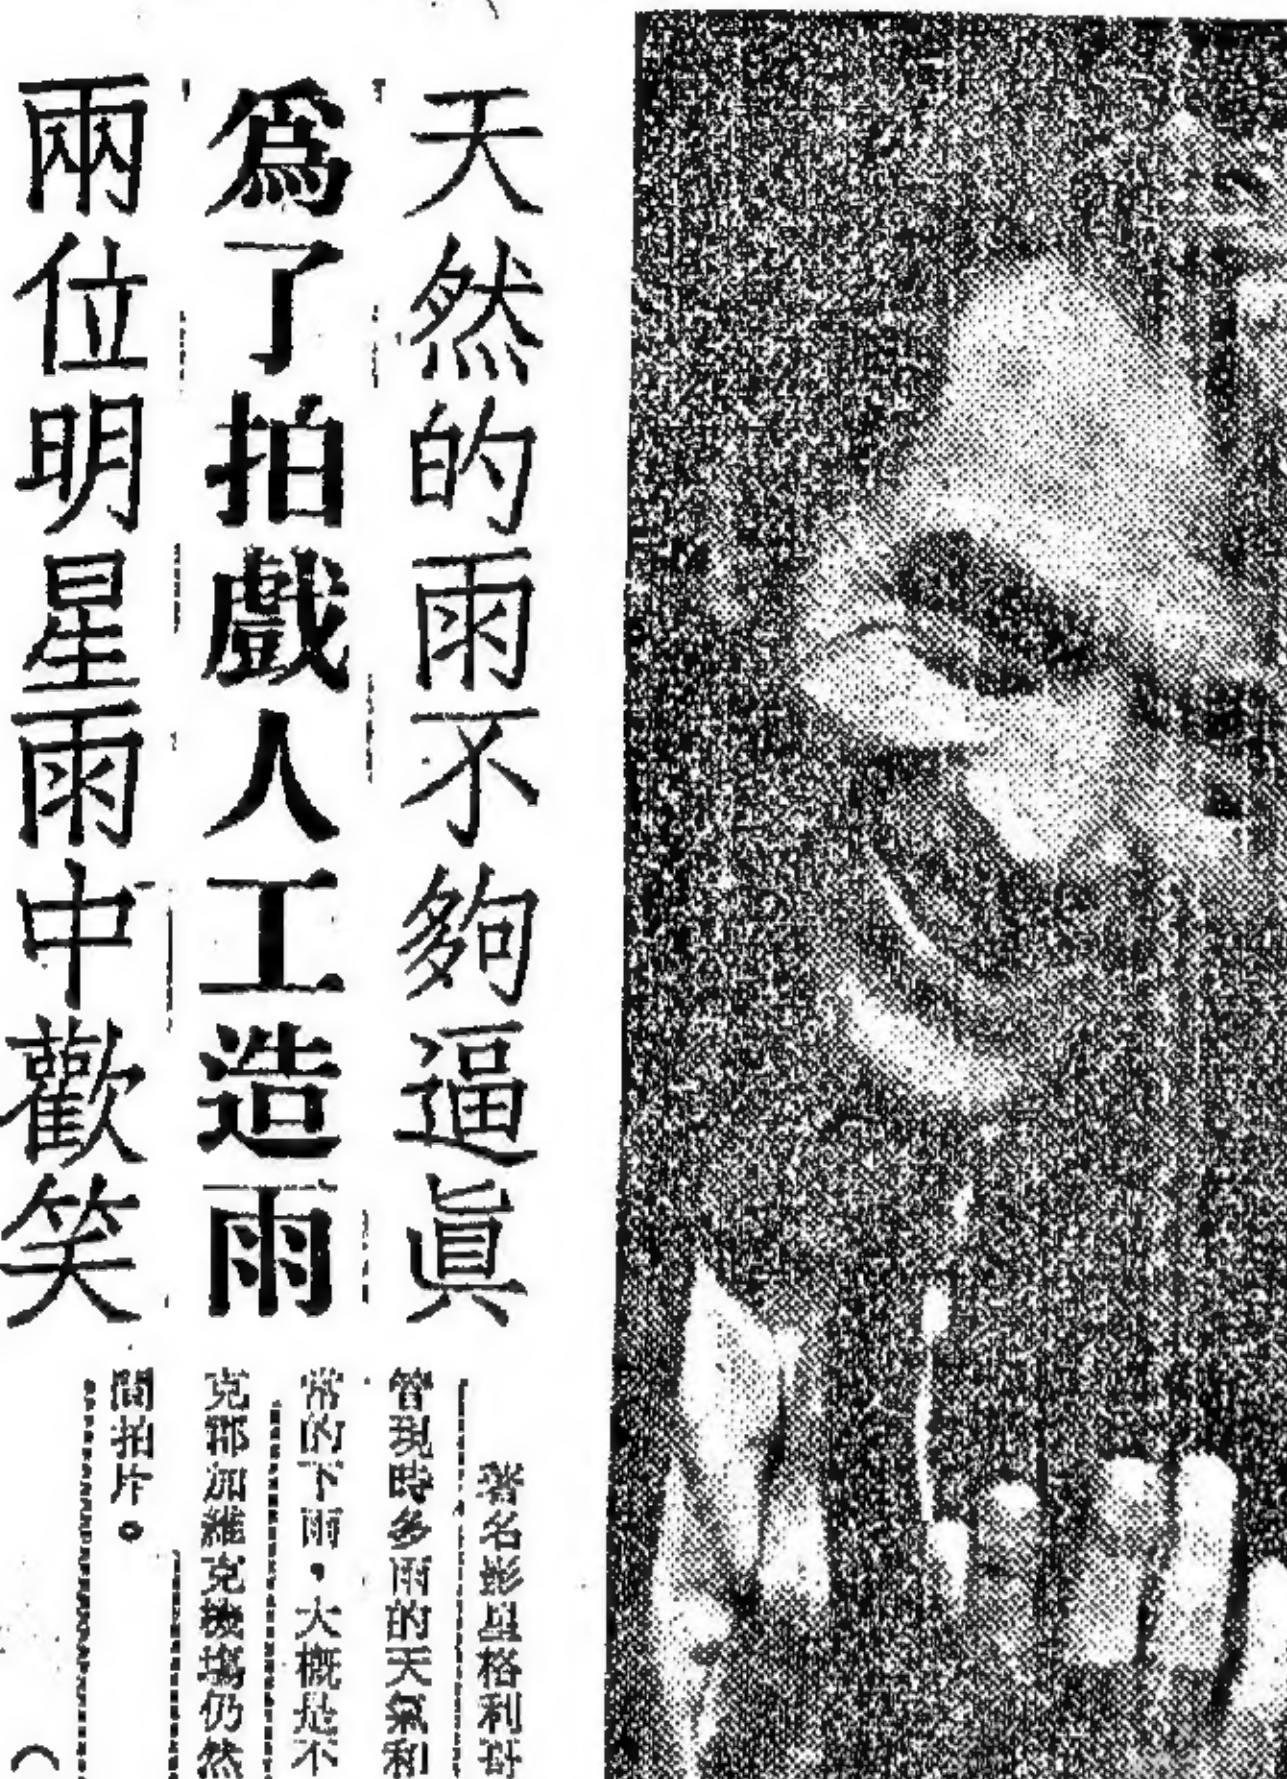 天然的雨不夠逼眞
爲了拍戲人工造雨
兩位明星雨中歡笑
著名影星格利哥
管現時多雨的天氣和
常的下雨,大概是不
克耶加維克機場仍然
間拍片。
(